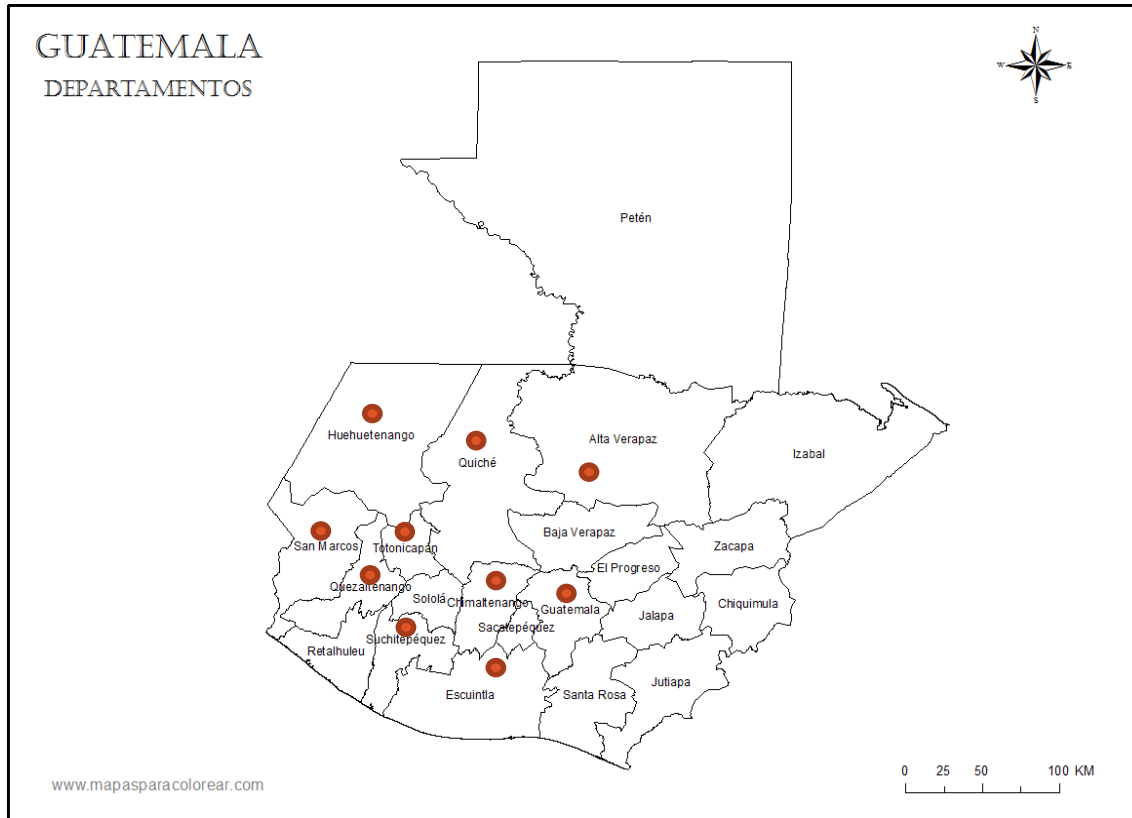 GUATEMALA
DEPARTAMENTOS
N
W
E
S
Petén
Huehuetenango
Quiché
Alta Verapaz
Izabal
San Marcos
Totonicapán
Baja Verapaz
Zacapa
El Progreso
Quezaltenango
Sololá
Chimaltenango
Guatemala
Chiquimula
Jalapa
Sacatepéquez
Suchitepéquez
Retalhuleu
Escuintla
Santa Rosa
Jutiapa
www.mapasparacolorear.com
0 25 50 100 KM